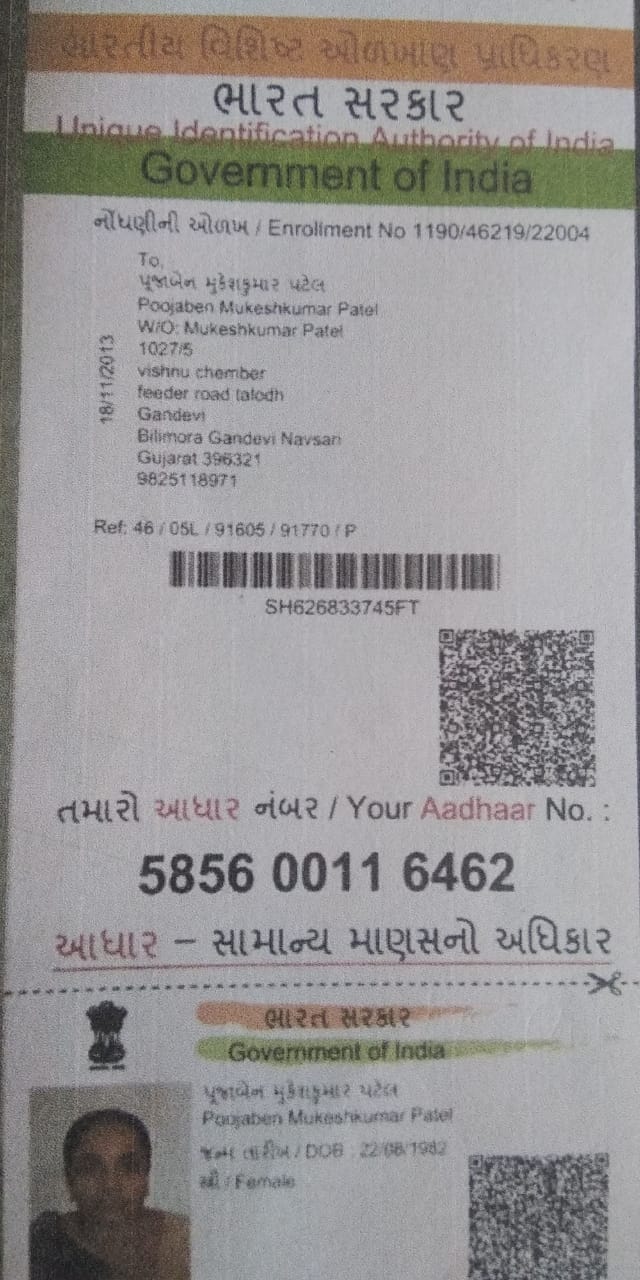 ભારતીય વિશિષ્ટ ઓળખાણ પ્રાધિકરણ
ભારત સરકાર
Unique Identification Authority of India
Government of India
નોંધણીની ઓળખ / Enrollment No 1190/46219/22004
To,
પૂજાબેન મુકેશકુમાર પટેલ
Poojaben Mukeshkumar Patel
W/O: Mukeshkumar Patel
1027/5
vishnu chember
feeder road talodh
Gandevi
Bilimora Gandevi Navsari
Gujarat 396321
9825118971
18/11/2013
Ref: 46 / 05L / 91605 / 91770 / P
SH626833745FT
તમારો આધાર નંબર / Your Aadhaar No. :
5856 0011 6462
આધાર – સામાન્ય માણસનો અધિકાર
ભારત સરકાર
Government of India
પૂજાબેન મુકેશકુમાર પટેલ
Poojaben Mukeshkumar Patel
જન્મ તારીખ / DOB : 22/08/1982
સ્ત્રી / Female